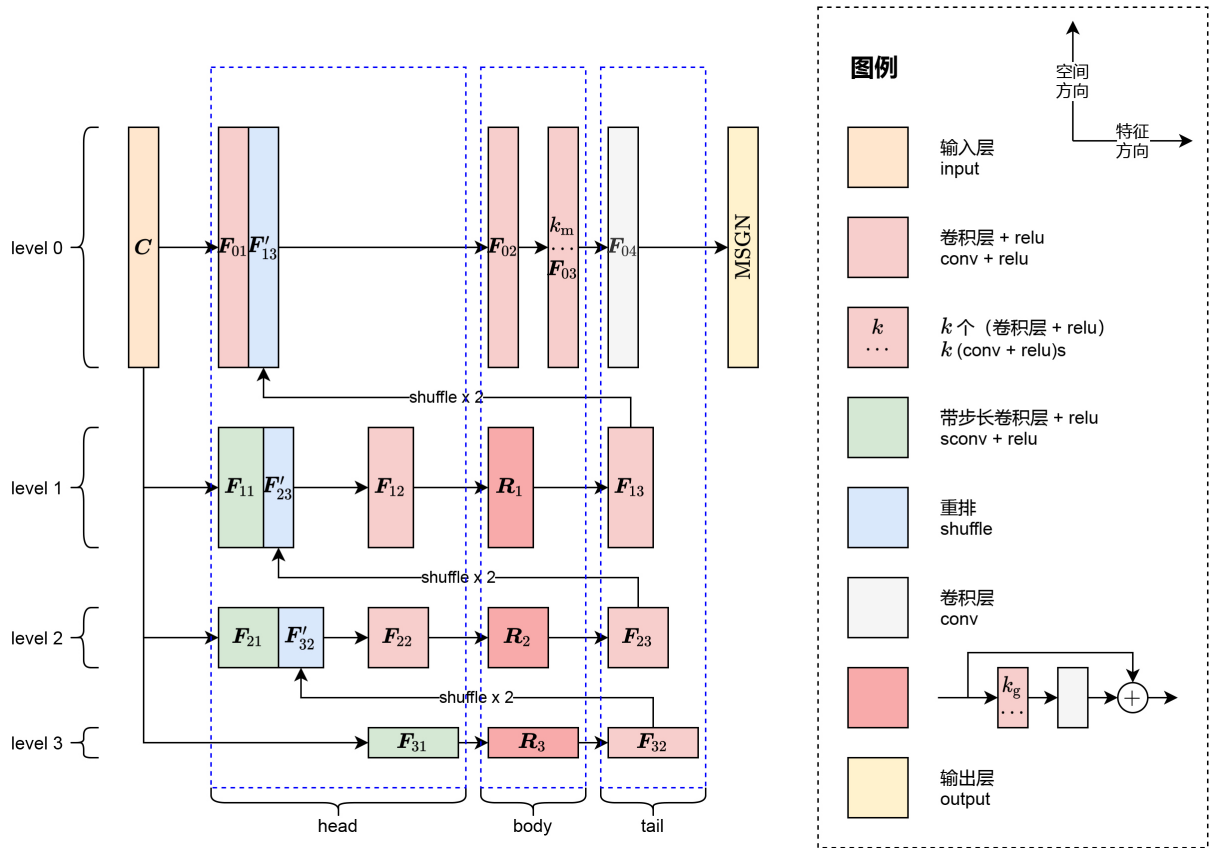 level 0
C
F₀₁
F′₁₃
F₀₂
kₘ
...
F₀₃
F₀₄
MSGN
shuffle x 2
level 1
F₁₁
F′₂₃
F₁₂
R₁
F₁₃
shuffle x 2
level 2
F₂₁
F′₃₂
F₂₂
R₂
F₂₃
shuffle x 2
level 3
F₃₁
R₃
F₃₂
head
body
tail
图例
空间
方向
特征
方向
输入层
input
卷积层 + relu
conv + relu
k
...
k 个（卷积层 + relu）
k (conv + relu)s
带步长卷积层 + relu
sconv + relu
重排
shuffle
卷积层
conv
k_g
...
+
输出层
output